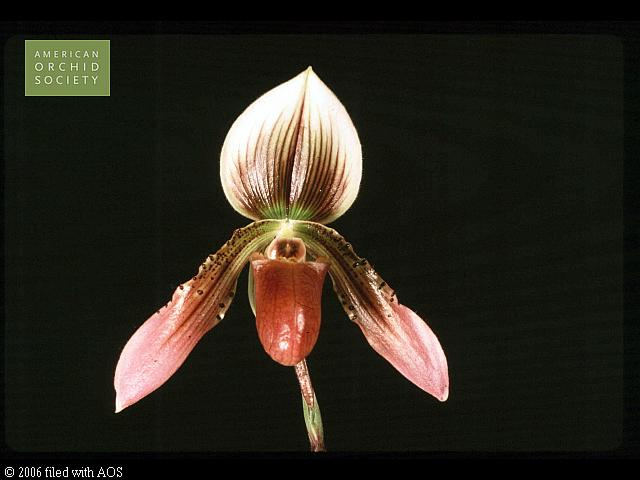 AMERICAN
ORCHID
SOCIETY
© 2006 filed with AOS